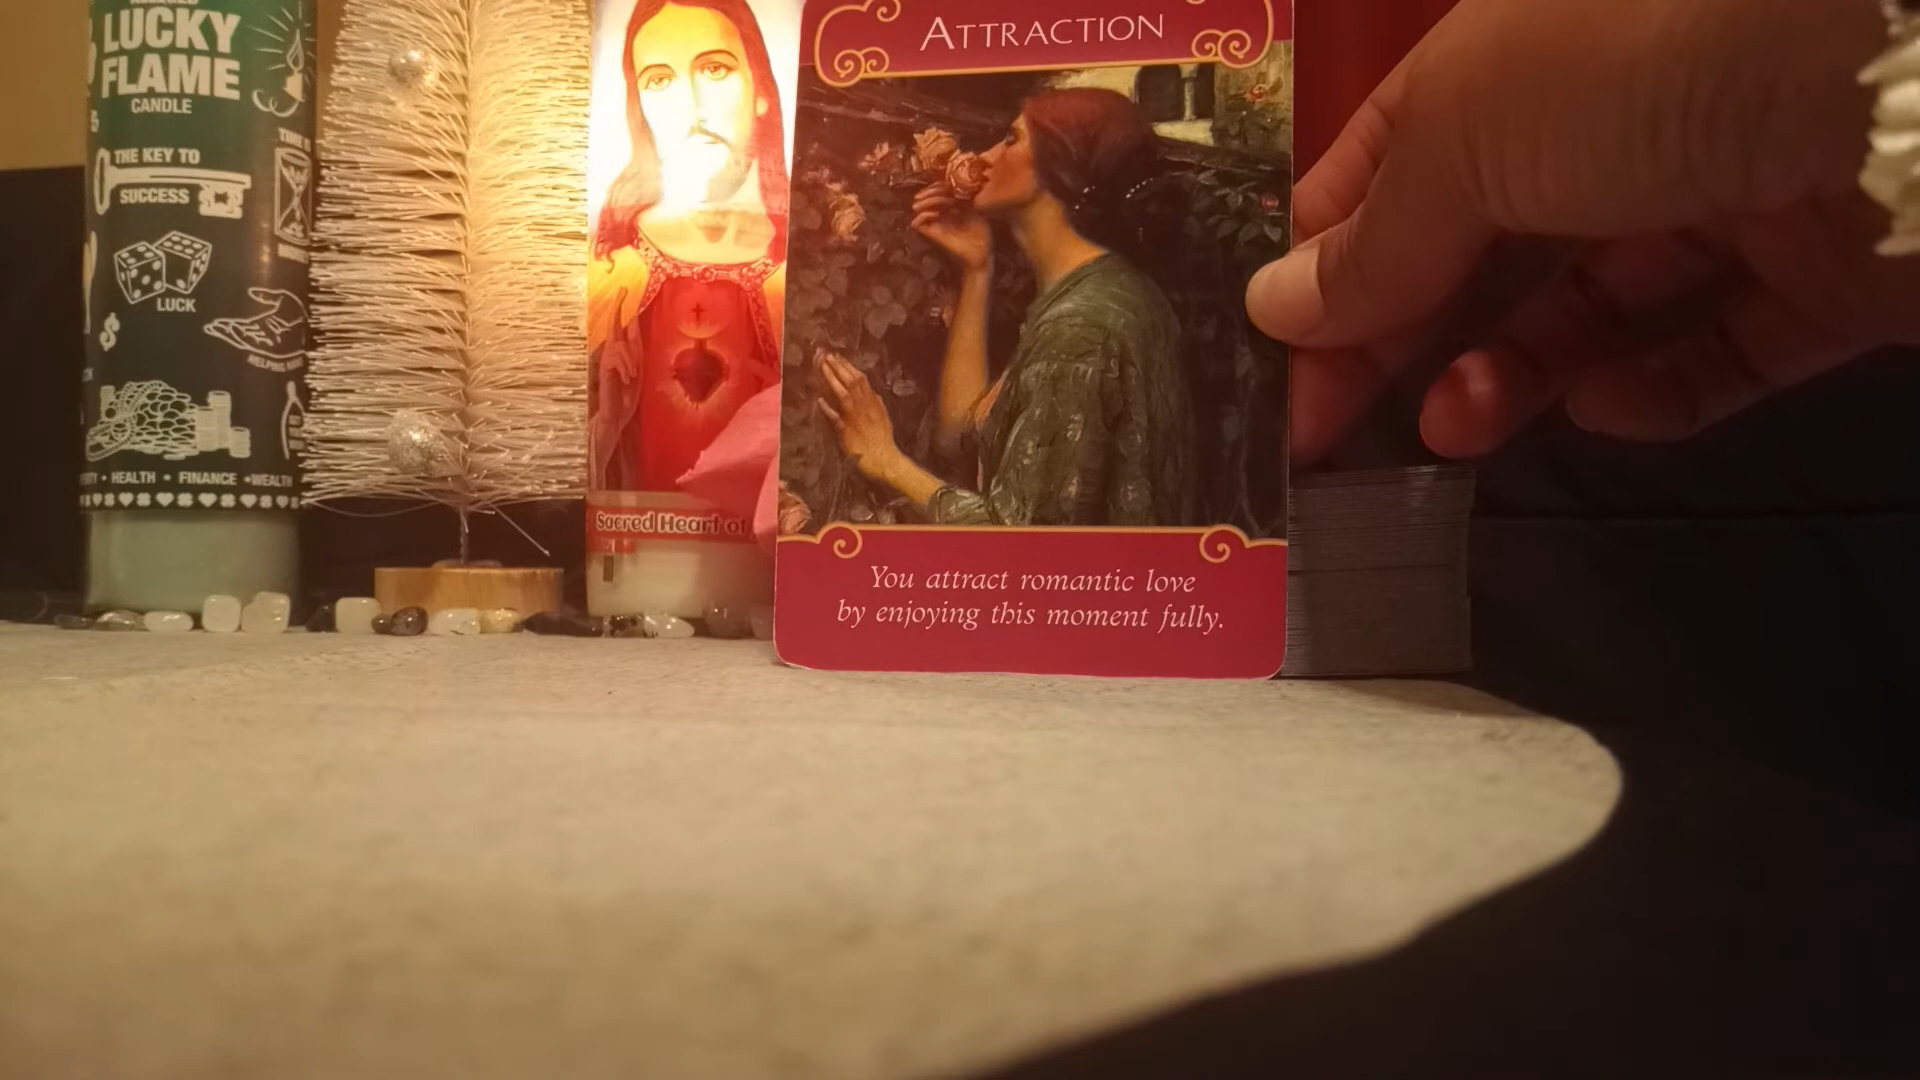 LUCKY
FLAME
CANDLE
THE KEY TO
SUCCESS
LUCK
$
HELPING
• HEALTH • FINANCE • WEALTH
Sacred Heart of
ATTRACTION
You attract romantic love
by enjoying this moment fully.